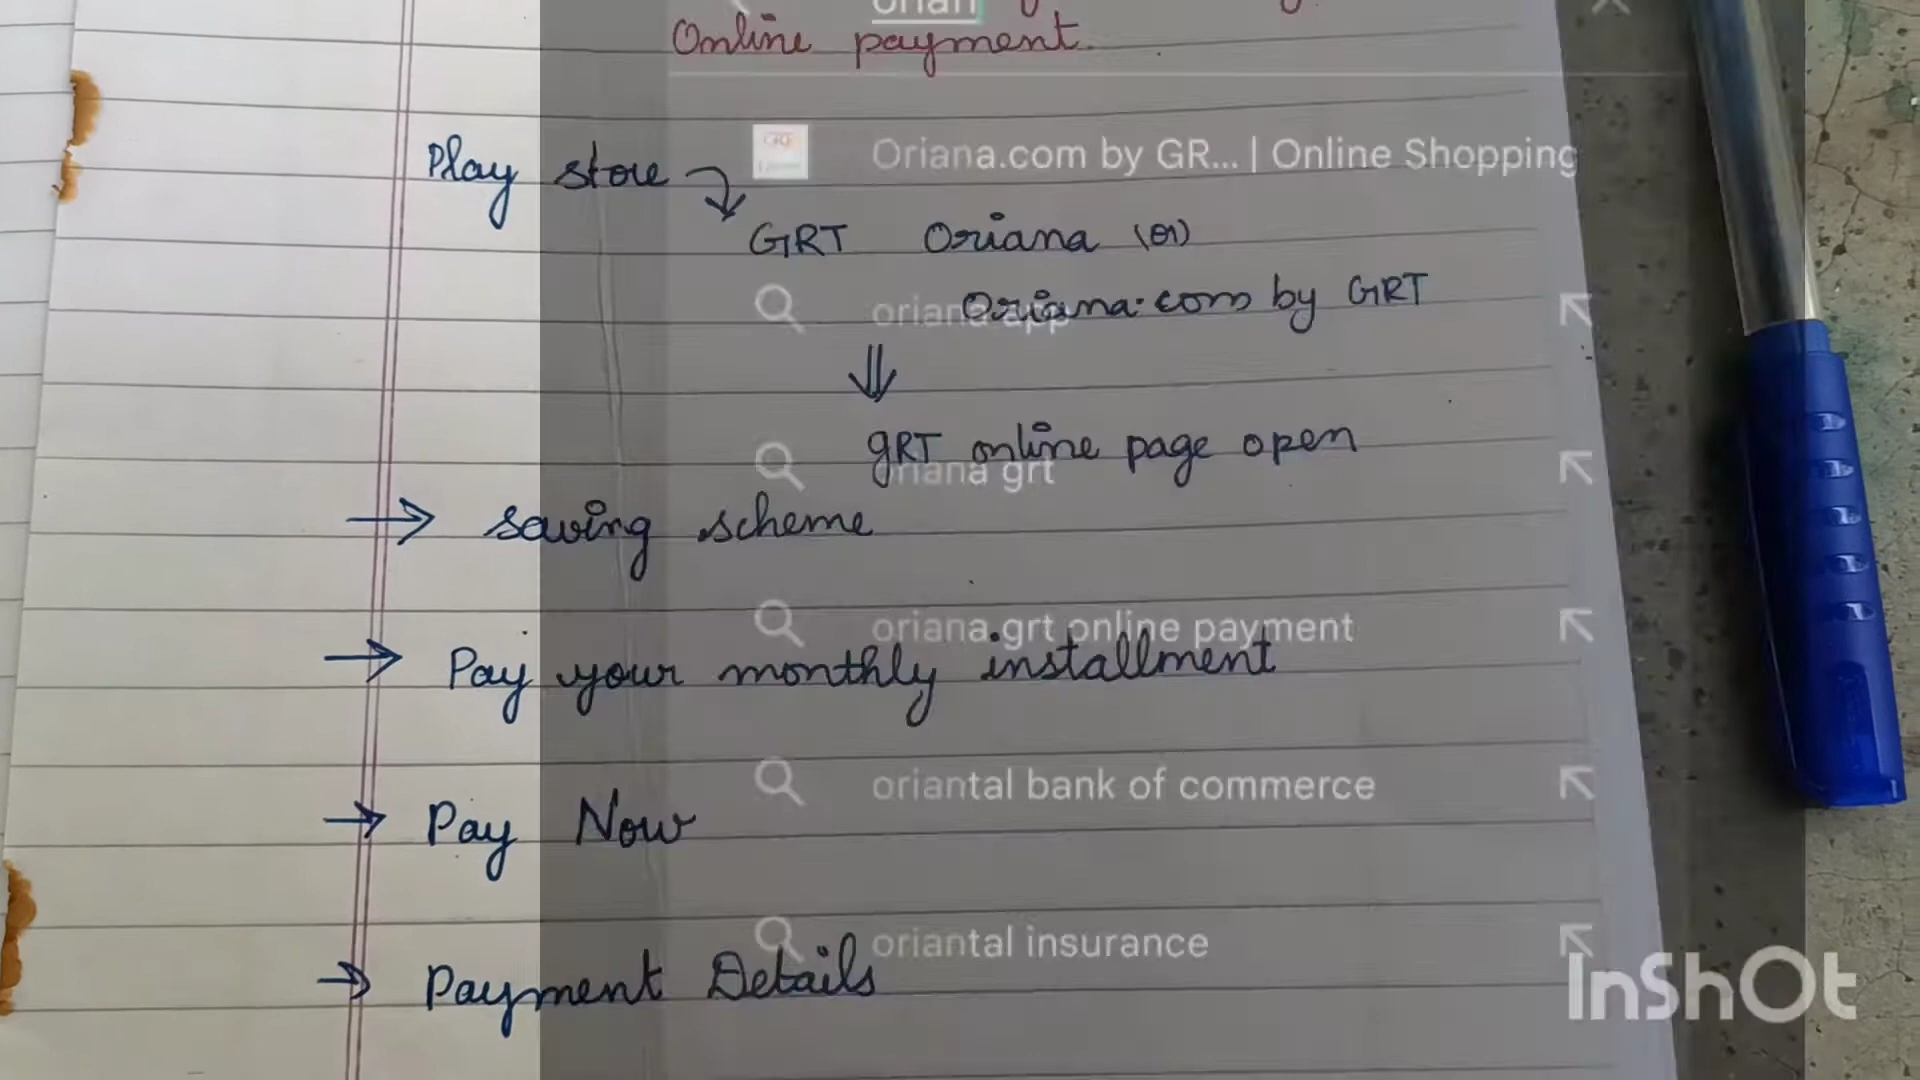 orian
Online payment.
Oriana.com by GR... | Online Shopping
Play store
GRT Oriana (or)
Oriana.com by GRT
oriana app
GRT online page open
oriana grt
saving scheme
oriana grt online payment
Pay your monthly installment
oriantal bank of commerce
Pay Now
oriantal insurance
Payment Details
InShOt